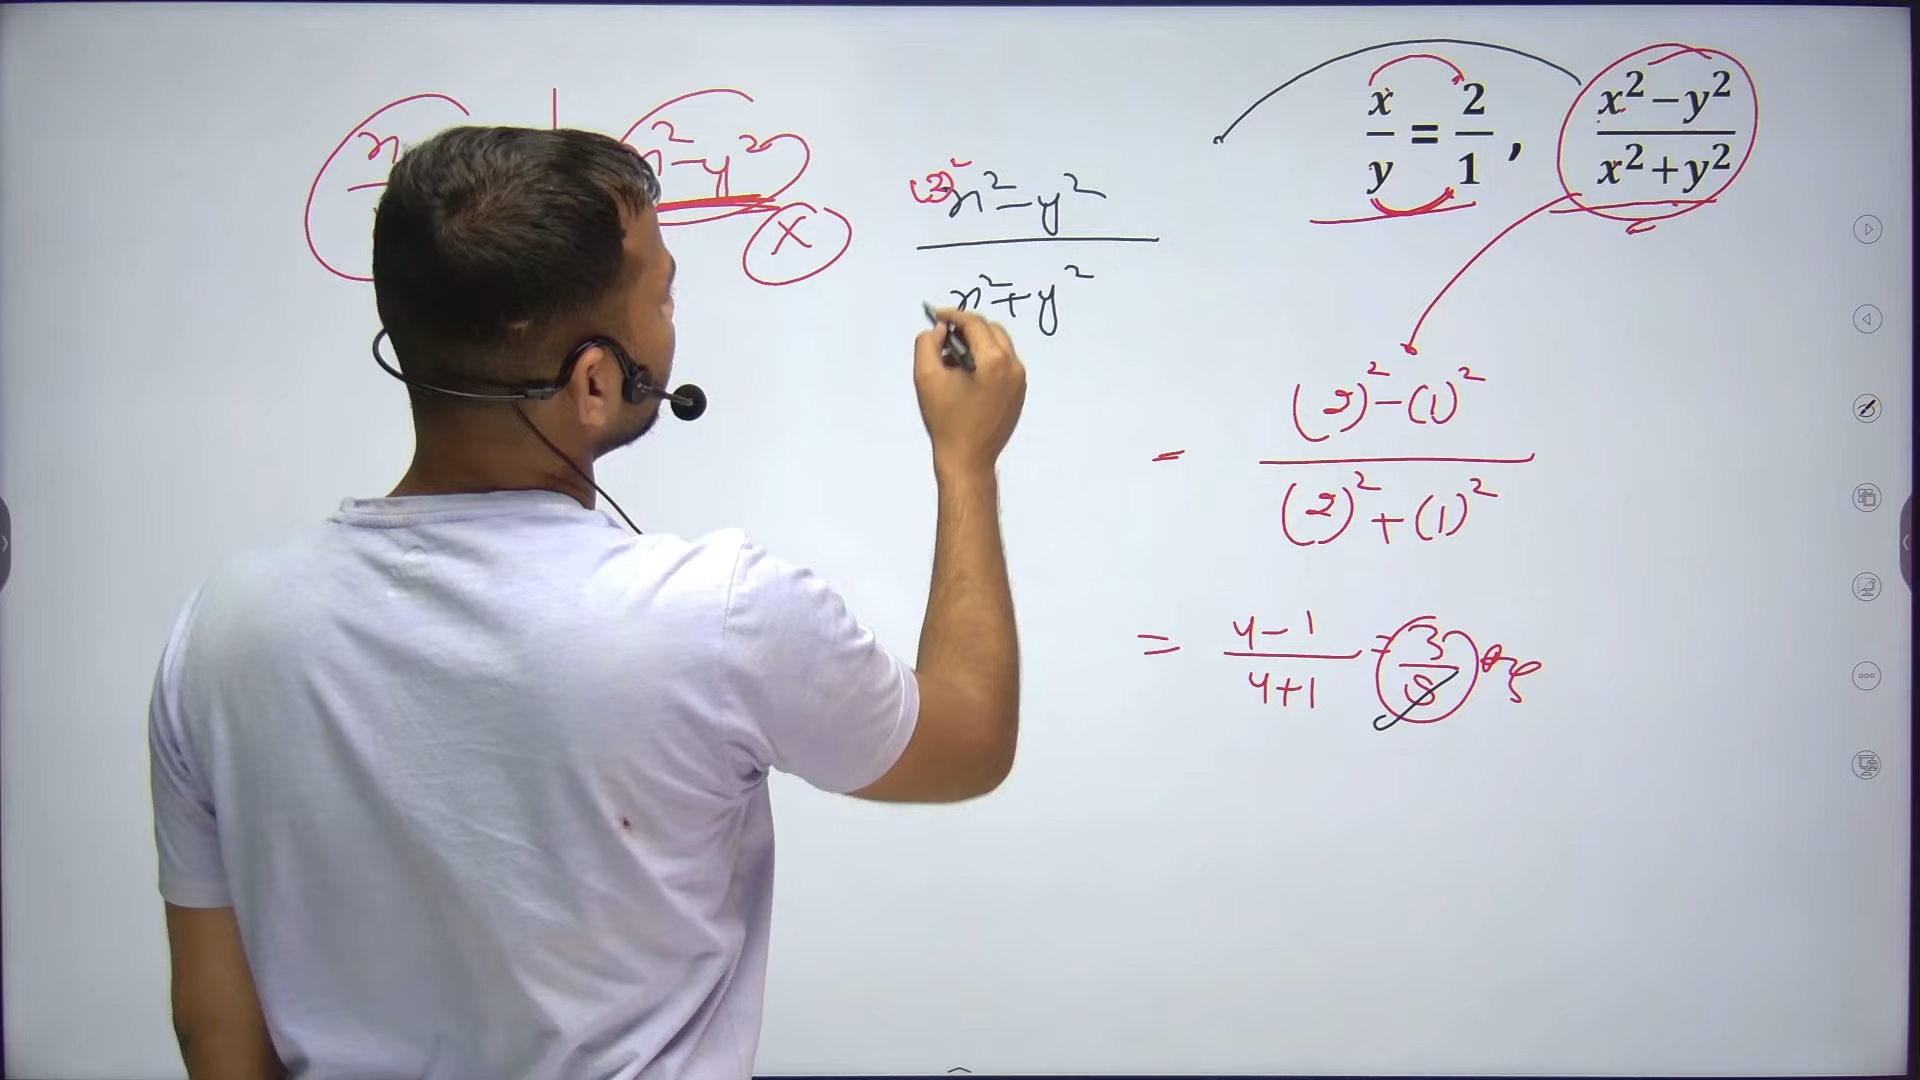 x/y = 2/1 , x² – y² / x² + y²
x² – y²
X
(2)² x² – y²
x² + y²
= (2)² – (1)² / (2)² + (1)²
= 4 – 1 / 4 + 1 = 3/5